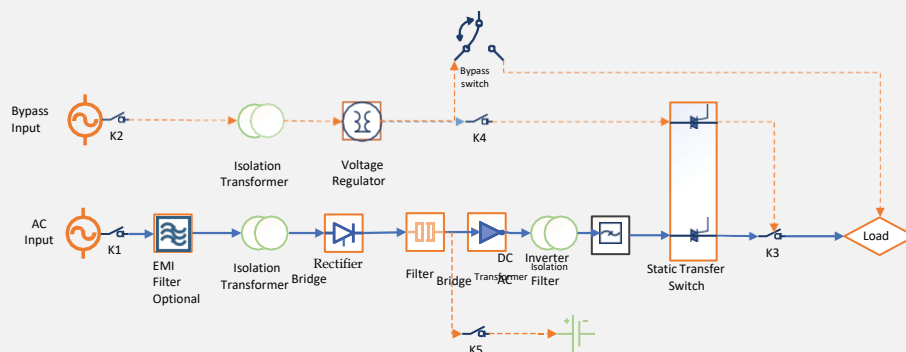 Bypass
switch
Bypass
Input
K2
K4
Isolation
Transformer
Voltage
Regulator
AC
Input
K1
EMI
Filter
Optional
Isolation
Transformer
Bridge
Rectifier
Filter
Bridge
Transformer
DC
AC
Inverter
Isolation
Filter
Static Transfer
Switch
K3
Load
K5
+
-